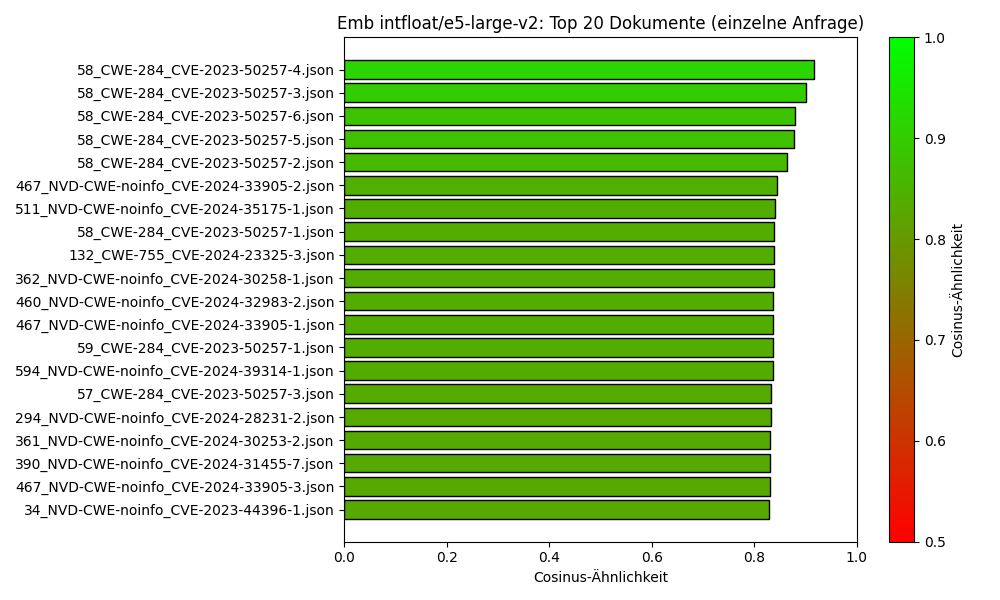 Emb intfloat/e5-large-v2: Top 20 Dokumente (einzelne Anfrage)
58_CWE-284_CVE-2023-50257-4.json
58_CWE-284_CVE-2023-50257-3.json
58_CWE-284_CVE-2023-50257-6.json
58_CWE-284_CVE-2023-50257-5.json
58_CWE-284_CVE-2023-50257-2.json
467_NVD-CWE-noinfo_CVE-2024-33905-2.json
511_NVD-CWE-noinfo_CVE-2024-35175-1.json
58_CWE-284_CVE-2023-50257-1.json
132_CWE-755_CVE-2024-23325-3.json
362_NVD-CWE-noinfo_CVE-2024-30258-1.json
460_NVD-CWE-noinfo_CVE-2024-32983-2.json
467_NVD-CWE-noinfo_CVE-2024-33905-1.json
59_CWE-284_CVE-2023-50257-1.json
594_NVD-CWE-noinfo_CVE-2024-39314-1.json
57_CWE-284_CVE-2023-50257-3.json
294_NVD-CWE-noinfo_CVE-2024-28231-2.json
361_NVD-CWE-noinfo_CVE-2024-30253-2.json
390_NVD-CWE-noinfo_CVE-2024-31455-7.json
467_NVD-CWE-noinfo_CVE-2024-33905-3.json
34_NVD-CWE-noinfo_CVE-2023-44396-1.json
0.0 0.2 0.4 0.6 0.8 1.0
Cosinus-Ähnlichkeit
1.0
0.9
0.8
0.7
0.6
0.5
Cosinus-Ähnlichkeit